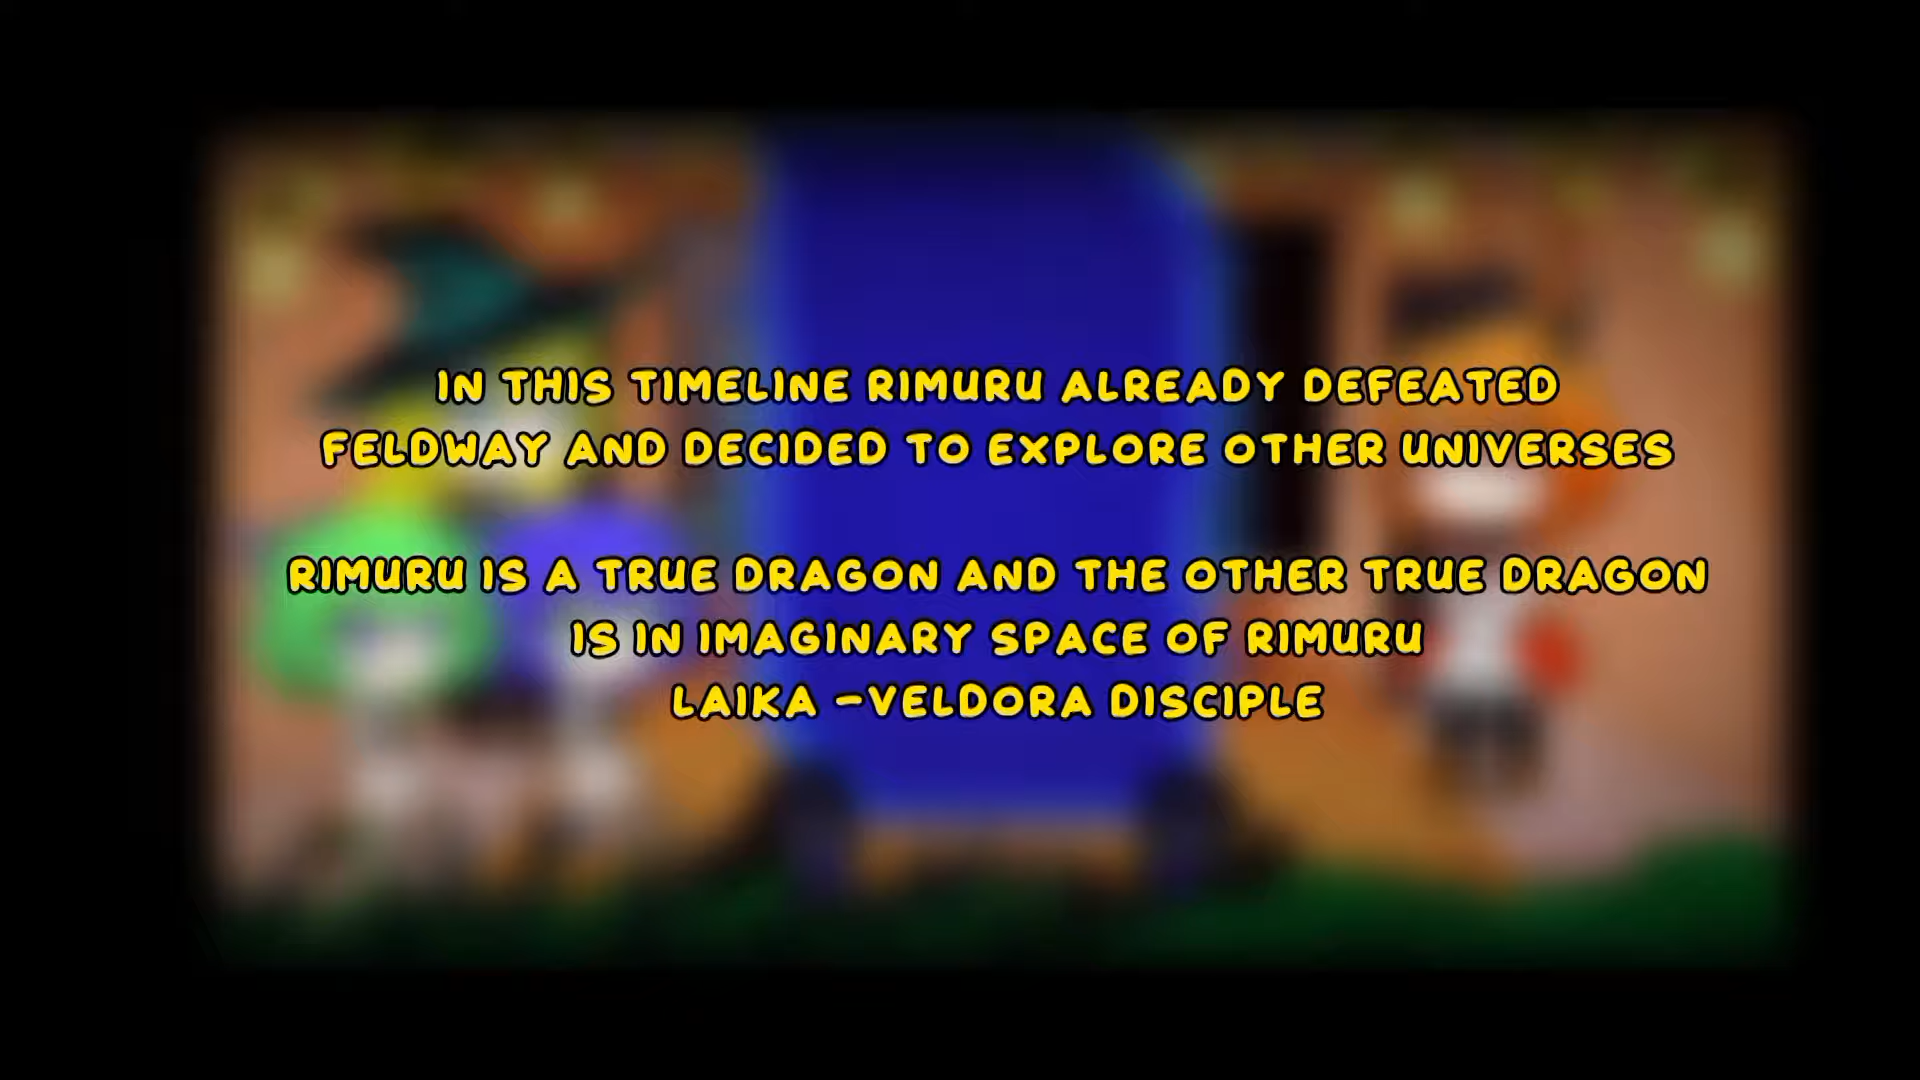 IN THIS TIMELINE RIMURU ALREADY DEFEATED
FELDWAY AND DECIDED TO EXPLORE OTHER UNIVERSES
RIMURU IS A TRUE DRAGON AND THE OTHER TRUE DRAGON
IS IN IMAGINARY SPACE OF RIMURU
LAIKA -VELDORA DISCIPLE